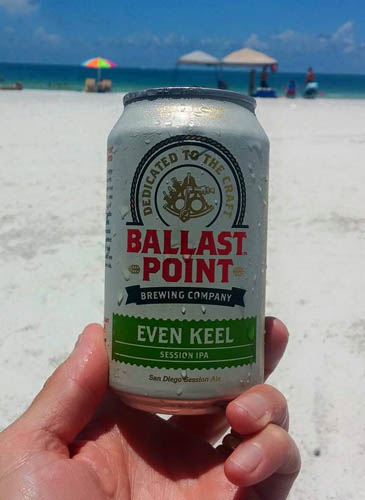 DEDICATED TO THE CRAFT
BALLAST
POINT
BREWING COMPANY
EVEN KEEL
SESSION IPA
San Diego Session Ale